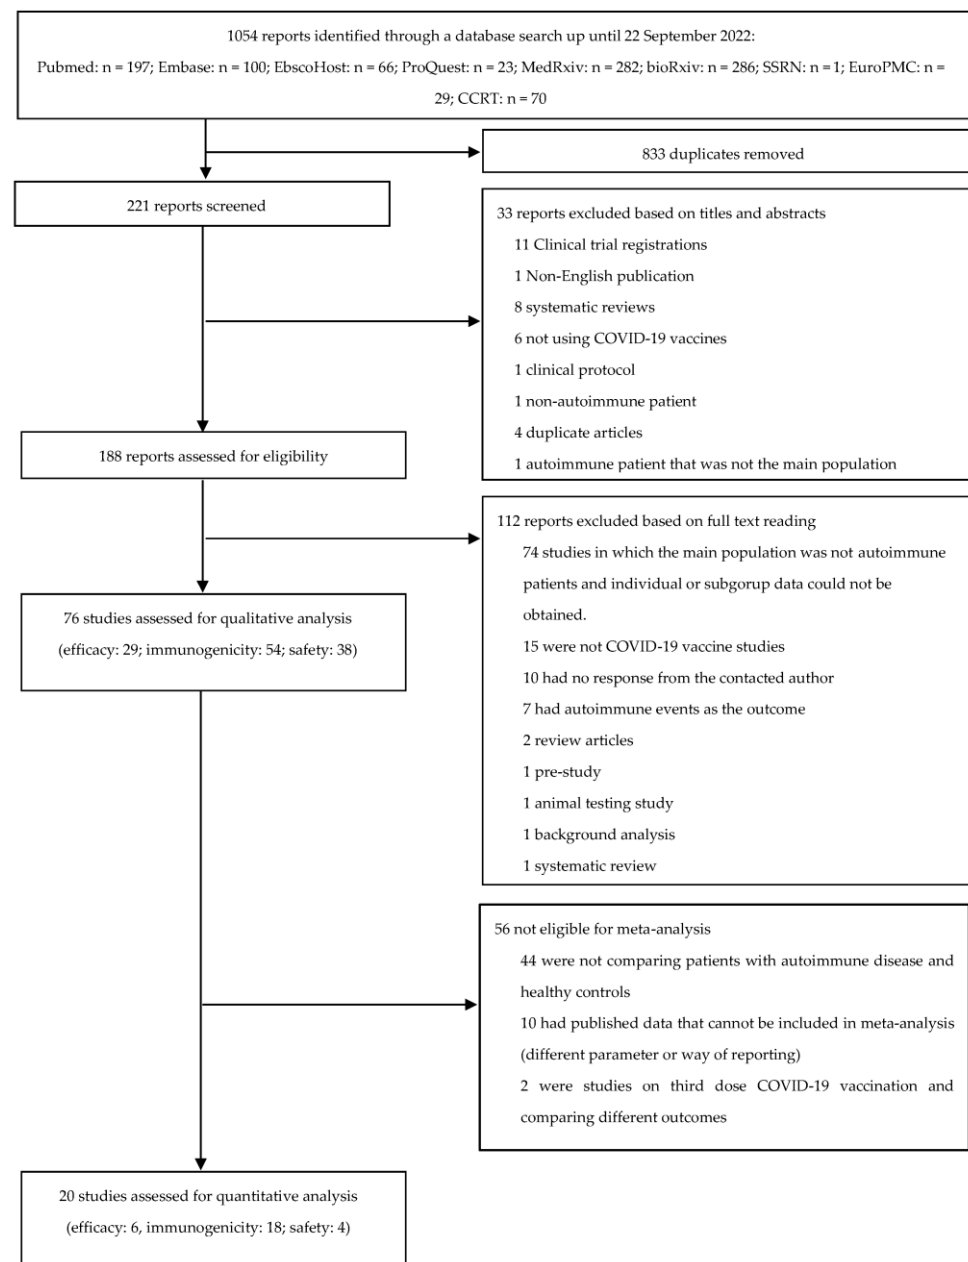 1054 reports identified through a database search up until 22 September 2022:
Pubmed: n = 197; Embase: n = 100; EbscoHost: n = 66; ProQuest: n = 23; MedRxiv: n = 282; bioRxiv: n = 286; SSRN: n = 1; EuroPMC: n =
29; CCRT: n = 70
833 duplicates removed
221 reports screened
33 reports excluded based on titles and abstracts
11 Clinical trial registrations
1 Non-English publication
8 systematic reviews
6 not using COVID-19 vaccines
1 clinical protocol
1 non-autoimmune patient
4 duplicate articles
1 autoimmune patient that was not the main population
188 reports assessed for eligibility
112 reports excluded based on full text reading
74 studies in which the main population was not autoimmune
patients and individual or subgorup data could not be
obtained.
15 were not COVID-19 vaccine studies
10 had no response from the contacted author
7 had autoimmune events as the outcome
2 review articles
1 pre-study
1 animal testing study
1 background analysis
1 systematic review
76 studies assessed for qualitative analysis
(efficacy: 29; immunogenicity: 54; safety: 38)
56 not eligible for meta-analysis
44 were not comparing patients with autoimmune disease and
healthy controls
10 had published data that cannot be included in meta-analysis
(different parameter or way of reporting)
2 were studies on third dose COVID-19 vaccination and
comparing different outcomes
20 studies assessed for quantitative analysis
(efficacy: 6, immunogenicity: 18; safety: 4)